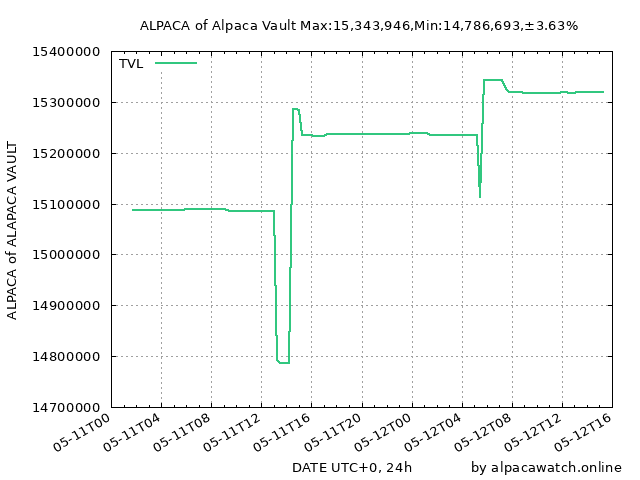 ALPACA of Alpaca Vault Max:15,343,946,Min:14,786,693,±3.63%
TVL
15400000
15300000
15200000
15100000
15000000
14900000
14800000
14700000
ALPACA of ALAPACA VAULT
05-11T00
05-11T04
05-11T08
05-11T12
05-11T16
05-11T20
05-12T00
05-12T04
05-12T08
05-12T12
05-12T16
DATE UTC+0, 24h
by alpacawatch.online